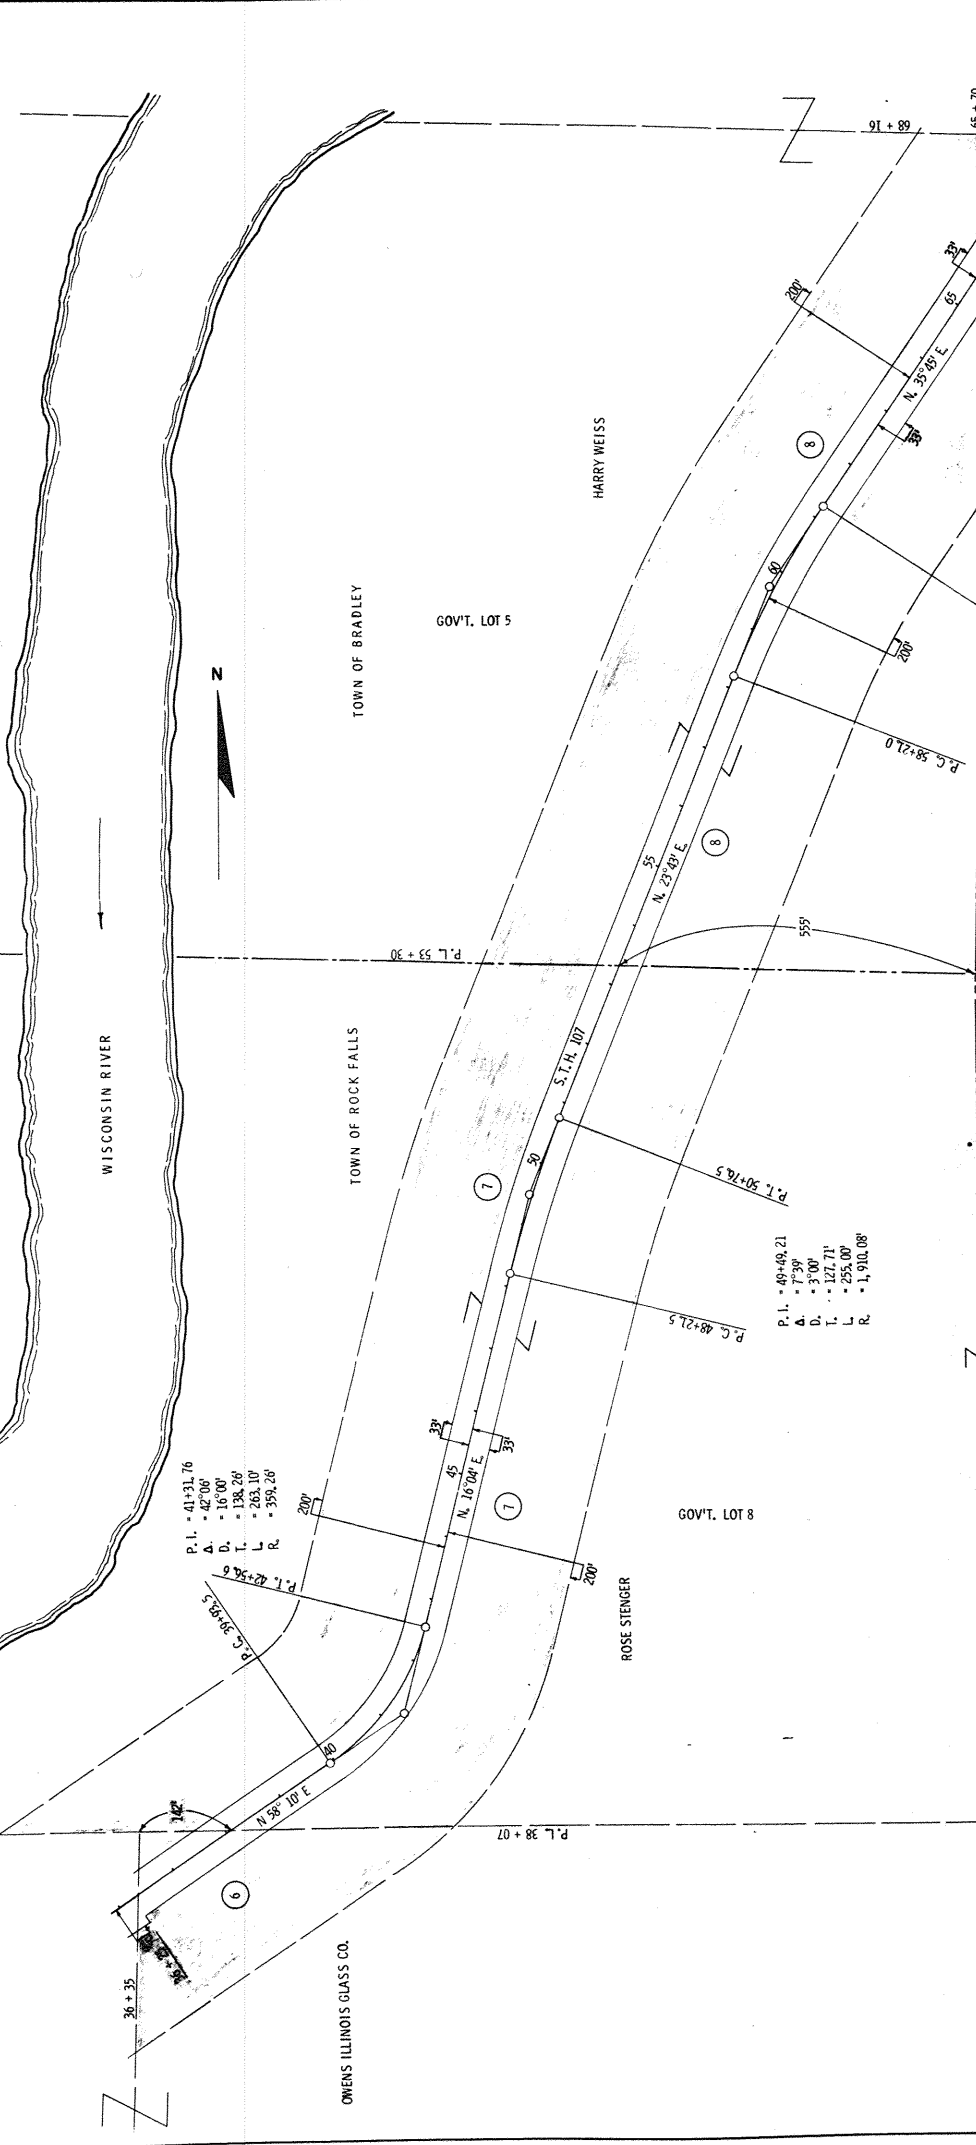 68 + 16
200'
33'
65
N. 35°45' E.
33'
8
HARRY WEISS
60
200'
TOWN OF BRADLEY
GOV'T. LOT 5
N
P.C. 58+21.0
8
55
N. 23°43' E.
555'
P.L. 53 + 30
WISCONSIN RIVER
TOWN OF ROCK FALLS
S.T.H. 107
50
7
P.T. 50+76.5
P.C. 48+21.5
P.I. = 49+49.21
Δ. = 7°39'
D. = 3°00'
T. = 127.71'
L. = 255.00'
R. = 1,910.08'
33'
33'
45
N. 16°04' E.
7
P.I. = 41+31.76
Δ. = 42°06'
D. = 16°00'
T. = 138.26'
L. = 263.10'
R. = 359.26'
200'
200'
GOV'T. LOT 8
ROSE STENGER
P.T. 42+56.6
P.C. 39+93.5
40
N 58° 10' E
142'
P.L. 38 + 07
6
36 + 35
OWENS ILLINOIS GLASS CO.